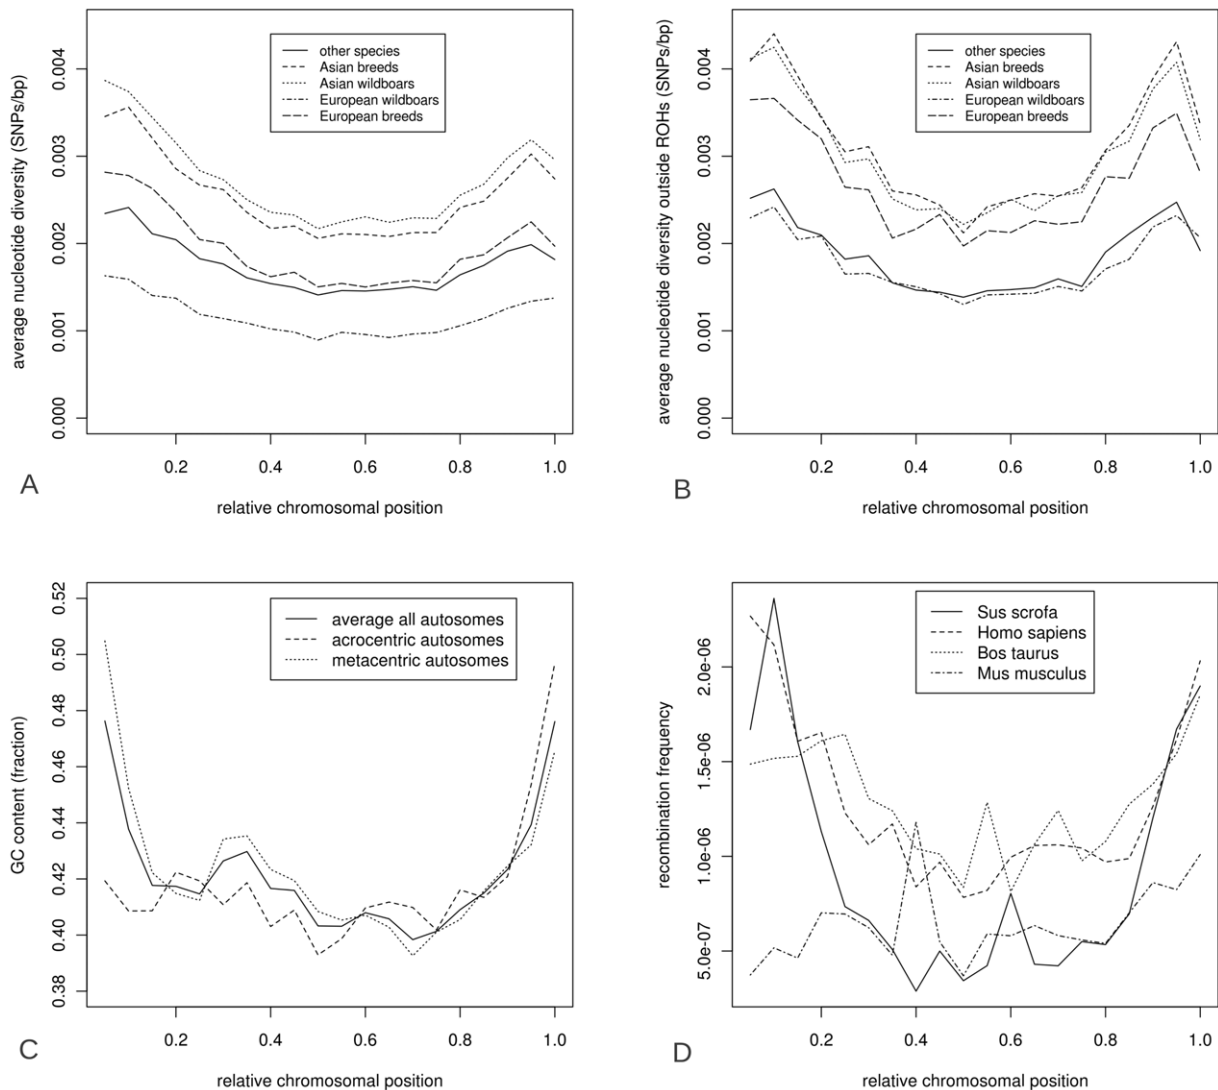 average nucleotide diversity (SNPs/bp)
0.000 0.001 0.002 0.003 0.004
other species
Asian breeds
Asian wildboars
European wildboars
European breeds
0.2 0.4 0.6 0.8 1.0
A
relative chromosomal position
average nucleotide diversity outside ROHs (SNPs/bp)
0.000 0.001 0.002 0.003 0.004
other species
Asian breeds
Asian wildboars
European wildboars
European breeds
0.2 0.4 0.6 0.8 1.0
B
relative chromosomal position
GC content (fraction)
0.38 0.40 0.42 0.44 0.46 0.48 0.50 0.52
average all autosomes
acrocentric autosomes
metacentric autosomes
0.2 0.4 0.6 0.8 1.0
C
relative chromosomal position
recombination frequency
5.0e-07 1.0e-06 1.5e-06 2.0e-06
Sus scrofa
Homo sapiens
Bos taurus
Mus musculus
0.2 0.4 0.6 0.8 1.0
D
relative chromosomal position